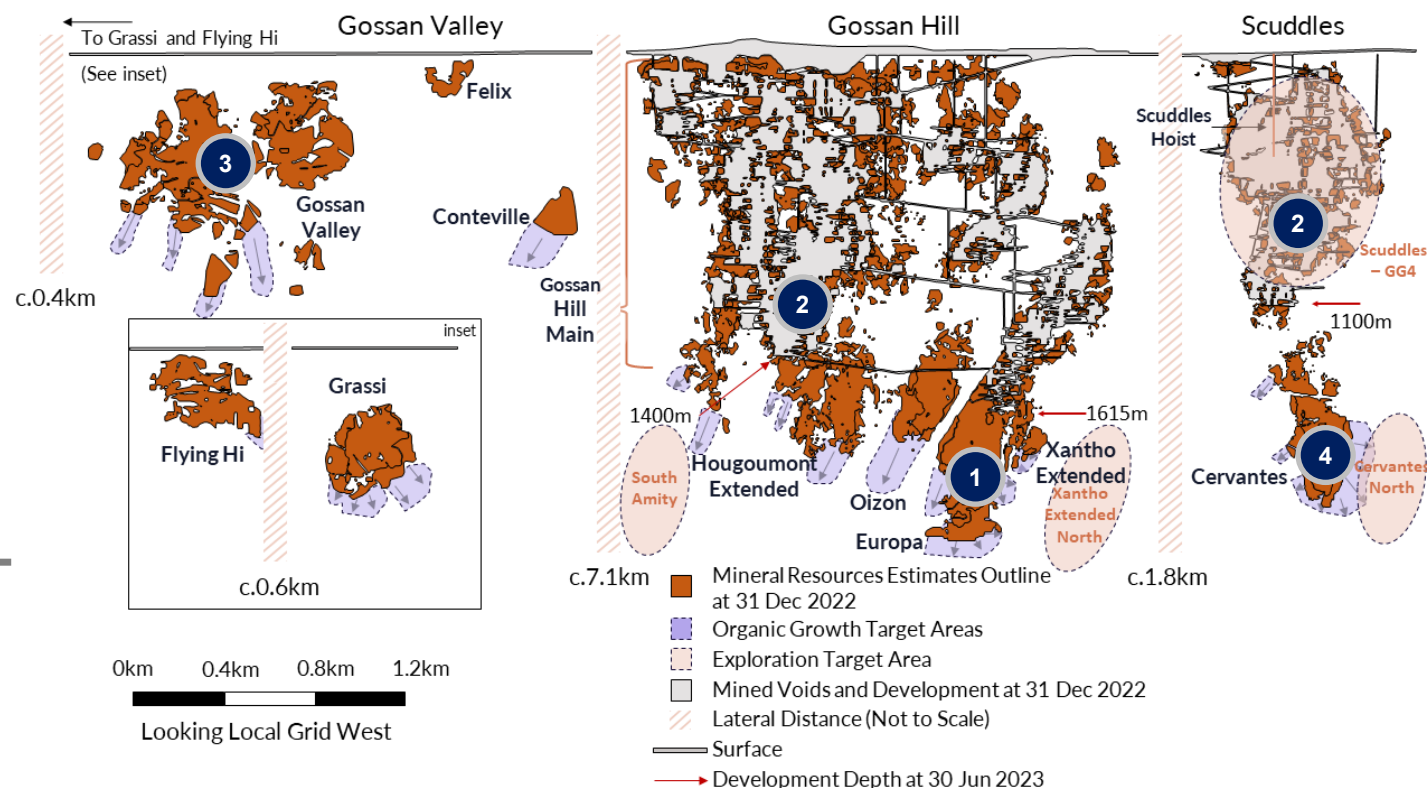 Gossan Valley
Gossan Hill
Scuddles
To Grassi and Flying Hi
(See inset)
Felix
3
Gossan
Valley
Conteville
Gossan
Hill
Main
c.0.4km
inset
Flying Hi
Grassi
c.0.6km
0km 0.4km 0.8km 1.2km
Looking Local Grid West
2
1400m
1615m
South
Amity
Hougoumont
Extended
Oizon
1
Europa
Xantho
Extended
Xantho
Extended
North
c.7.1km
Scuddles
Hoist
2
Scuddles
– GG4
1100m
Cervantes
4
Cervantes
North
c.1.8km
Mineral Resources Estimates Outline
at 31 Dec 2022
Organic Growth Target Areas
Exploration Target Area
Mined Voids and Development at 31 Dec 2022
Lateral Distance (Not to Scale)
Surface
Development Depth at 30 Jun 2023